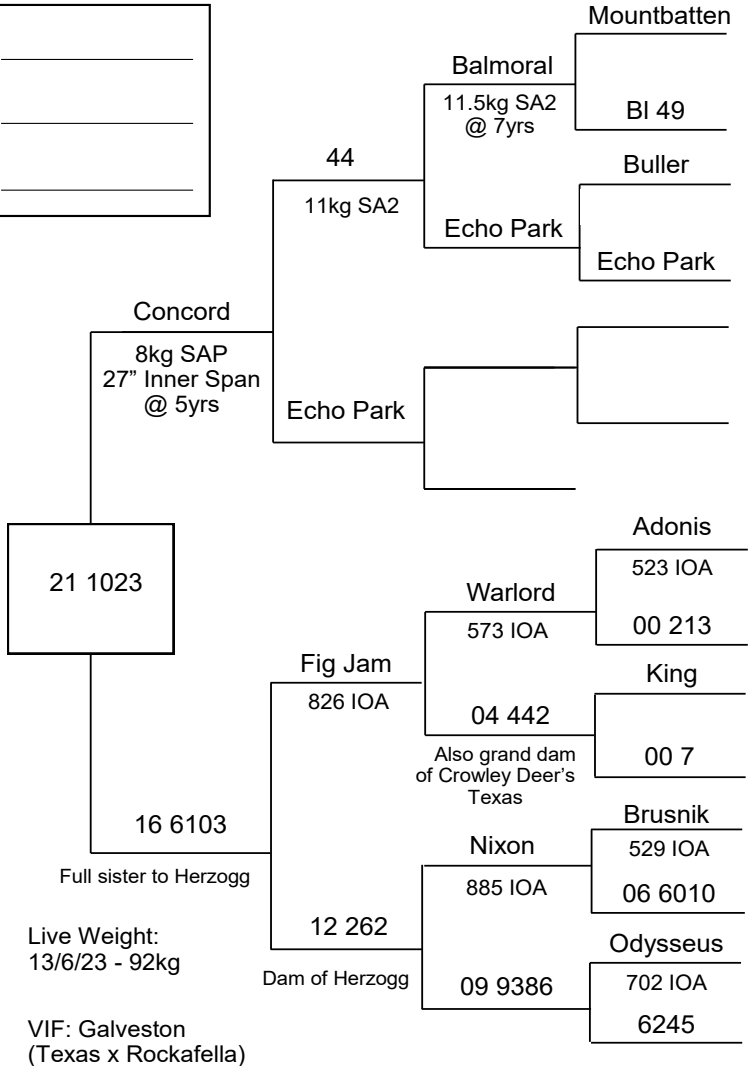 Mountbatten
Balmoral
11.5kg SA2
@ 7yrs
BI 49
44
11kg SA2
Buller
Echo Park
Echo Park
Concord
8kg SAP
27” Inner Span
@ 5yrs
Echo Park
21 1023
Adonis
523 IOA
Warlord
573 IOA
00 213
Fig Jam
826 IOA
King
04 442
Also grand dam
of Crowley Deer’s
Texas
00 7
16 6103
Full sister to Herzogg
Brusnik
529 IOA
Nixon
885 IOA
06 6010
12 262
Dam of Herzogg
Odysseus
702 IOA
09 9386
6245
Live Weight:
13/6/23 - 92kg
VIF: Galveston
(Texas x Rockafella)